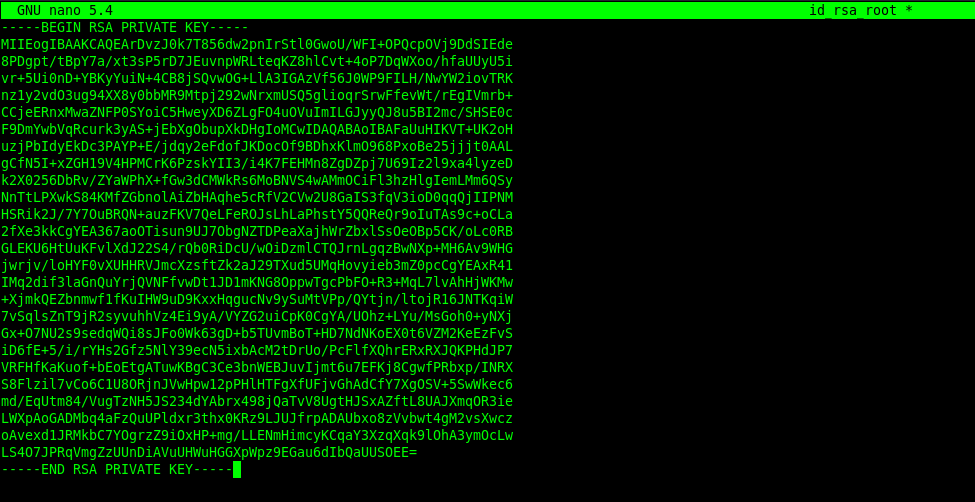 GNU nano 5.4 id_rsa_root *
-----BEGIN RSA PRIVATE KEY-----
MIIEogIBAAKCAQEArDvzJ0k7T856dw2pnIrStl0GwoU/WFI+OPQcpOVj9DdSIEde
8PDgpt/tBpY7a/xt3sP5rD7JEuvnpWRLteqKZ8hlCvt+4oP7DqWXoo/hfaUUyU5i
vr+5Ui0nD+YBKyYuiN+4CB8jSQvwOG+LlA3IGAzVf56J0WP9FILH/NwYW2iovTRK
nz1y2vdO3ug94XX8y0bbMR9Mtpj292wNrxmUSQ5glioqrSrwFfevWt/rEgIVmrb+
CCjeERnxMwaZNFP0SYoiC5HweyXD6ZLgFO4uOVuImILGJyyQJ8u5BI2mc/SHSE0c
F9DmYwbVqRcurk3yAS+jEbXgObupXkDHgIoMCwIDAQABAoIBAFaUuHIKVT+UK2oH
uzjPbIdyEkDc3PAYP+E/jdqy2eFdofJKDocOf9BDhxKlmO968PxoBe25jjjt0AAL
gCfN5I+xZGH19V4HPMCrK6PzskYII3/i4K7FEHMn8ZgDZpj7U69Iz2l9xa4lyzeD
k2X0256DbRv/ZYaWPhX+fGw3dCMWkRs6MoBNVS4wAMmOCiFl3hzHlgIemLMm6QSy
NnTtLPXwkS84KMfZGbnolAiZbHAqhe5cRfV2CVw2U8GaIS3fqV3ioD0qqQjIIPNM
HSRik2J/7Y7OuBRQN+auzFKV7QeLFeROJsLhLaPhstY5QQReQr9oIuTAs9c+oCLa
2fXe3kkCgYEA367aoOTisun9UJ7ObgNZTDPeaXajhWrZbxlSsOeOBp5CK/oLc0RB
GLEKU6HtUuKFvlXdJ22S4/rQb0RiDcU/wOiDzmlCTQJrnLgqzBwNXp+MH6Av9WHG
jwrjv/loHYF0vXUHHRVJmcXzsftZk2aJ29TXud5UMqHovyieb3mZ0pcCgYEAxR41
IMq2dif3laGnQuYrjQVNFfvwDt1JD1mKNG8OppwTgcPbFO+R3+MqL7lvAhHjWKMw
+XjmkQEZbnmwf1fKuIHW9uD9KxxHqgucNv9ySuMtVPp/QYtjn/ltojR16JNTKqiW
7vSqlsZnT9jR2syvuhhVz4Ei9yA/VYZG2uiCpK0CgYA/UOhz+LYu/MsGoh0+yNXj
Gx+O7NU2s9sedqWQi8sJFo0Wk63gD+b5TUvmBoT+HD7NdNKoEX0t6VZM2KeEzFvS
iD6fE+5/i/rYHs2Gfz5NlY39ecN5ixbAcM2tDrUo/PcFlfXQhrERxRXJQKPHdJP7
VRFHfKaKuof+bEoEtgATuwKBgC3Ce3bnWEBJuvIjmt6u7EFKj8CgwfPRbxp/INRX
S8Flzil7vCo6C1U8ORjnJVwHpw12pPHlHTFgXfUFjvGhAdCfY7XgOSV+5SwWkec6
md/EqUtm84/VugTzNH5JS234dYAbrx498jQaTvV8UgtHJSxAZftL8UAJXmqOR3ie
LWXpAoGADMbq4aFzQuUPldxr3thx0KRz9LJUJfrpADAUbxo8zVvbwt4gM2vsXwcz
oAvexd1JRMkbC7YOgrzZ9iOxHP+mg/LLENmHimcyKCqaY3XzqXqk9lOhA3ymOcLw
LS4O7JPRqVmgZzUUnDiAVuUHWuHGGXpWpz9EGau6dIbQaUUSOEE=
-----END RSA PRIVATE KEY-----